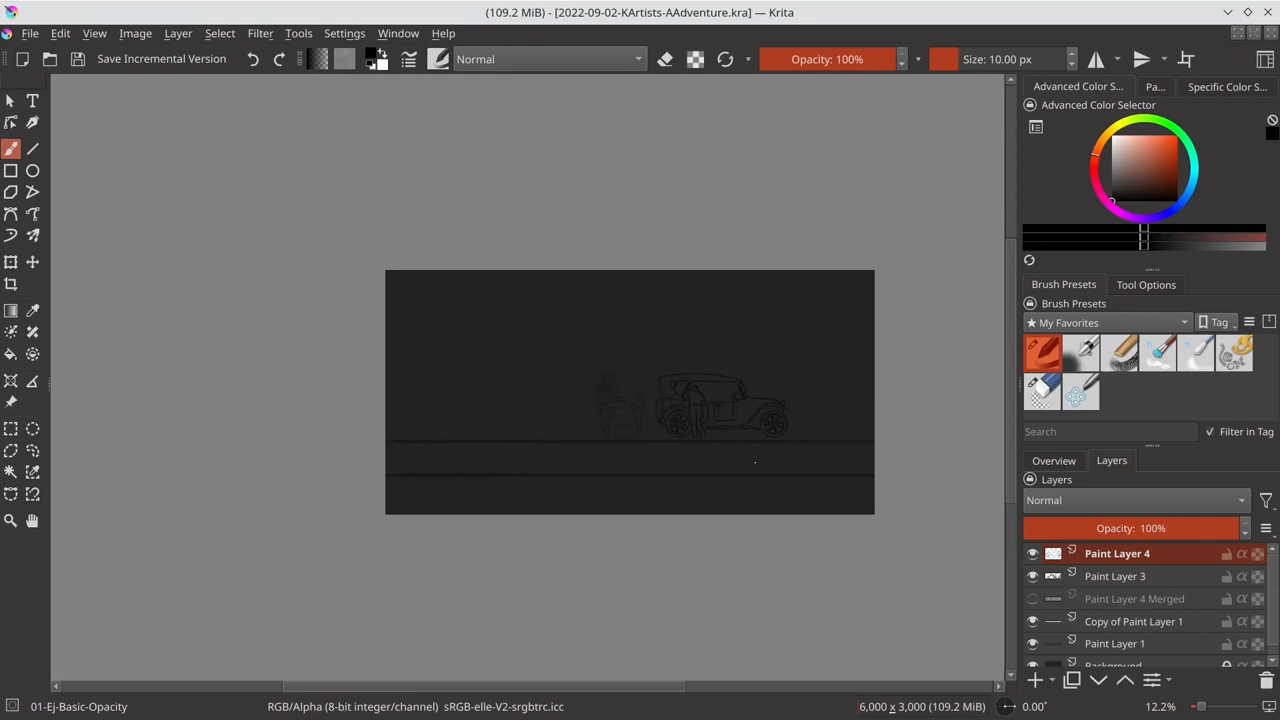 (109.2 MiB) - [2022-09-02-KArtists-AAdventure.kra] — Krita
File Edit View Image Layer Select Filter Tools Settings Window Help
Save Incremental Version
Normal
Opacity: 100%
Size: 10.00 px
Advanced Color S...
Pa...
Specific Color S...
Advanced Color Selector
Brush Presets
Tool Options
Brush Presets
★ My Favorites
Tag
Search
Filter in Tag
Overview
Layers
Layers
Normal
Opacity: 100%
Paint Layer 4
Paint Layer 3
Paint Layer 4 Merged
Copy of Paint Layer 1
Paint Layer 1
Background
01-Ej-Basic-Opacity
RGB/Alpha (8-bit integer/channel) sRGB-elle-V2-srgbtrc.icc
6,000 x 3,000 (109.2 MiB)
0.00°
12.2%